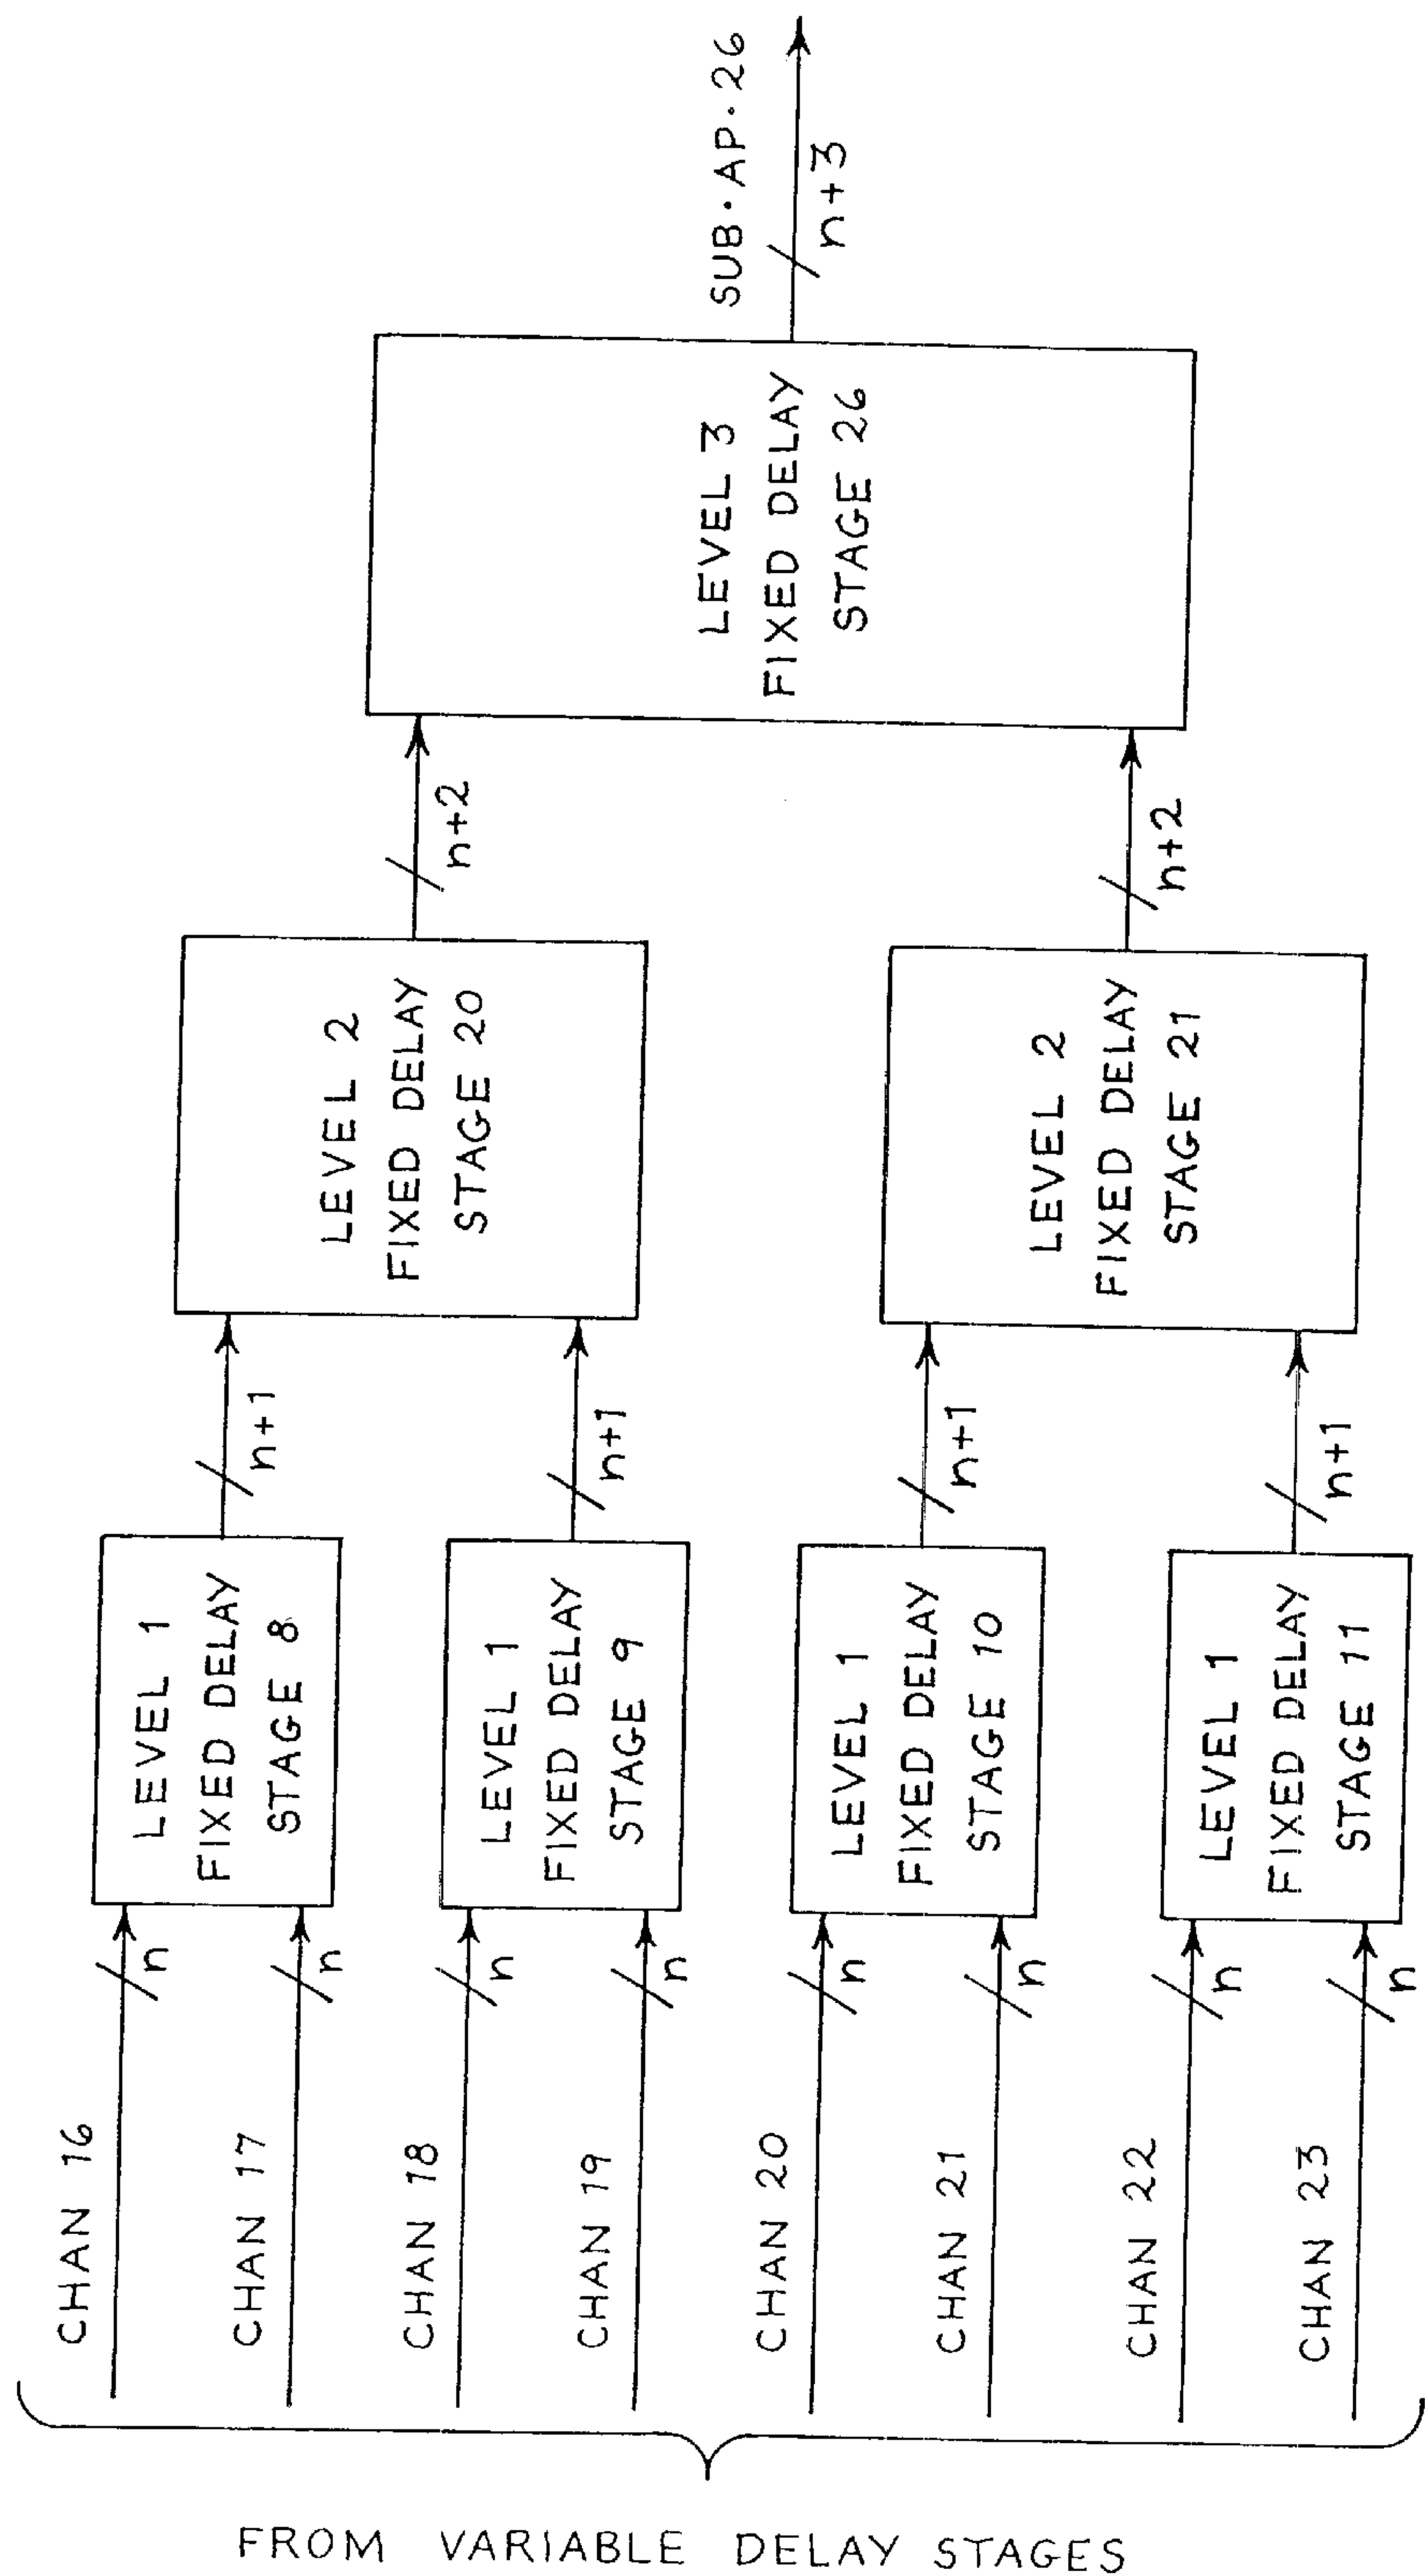 FROM VARIABLE DELAY STAGES
CHAN 16
n
CHAN 17
n
CHAN 18
n
CHAN 19
n
CHAN 20
n
CHAN 21
n
CHAN 22
n
CHAN 23
n
LEVEL 1
FIXED DELAY
STAGE 8
n+1
LEVEL 1
FIXED DELAY
STAGE 9
n+1
LEVEL 1
FIXED DELAY
STAGE 10
n+1
LEVEL 1
FIXED DELAY
STAGE 11
n+1
LEVEL 2
FIXED DELAY
STAGE 20
n+2
LEVEL 2
FIXED DELAY
STAGE 21
n+2
LEVEL 3
FIXED DELAY
STAGE 26
SUB·AP·26
n+3